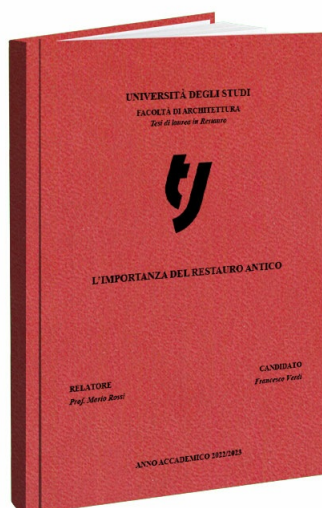 UNIVERSITÀ DEGLI STUDI
FACOLTÀ DI ARCHITETTURA
Tesi di laurea in Restauro
tj
L'IMPORTANZA DEL RESTAURO ANTICO
RELATORE
Prof. Mario Rossi
CANDIDATO
Francesco Verdi
ANNO ACCADEMICO 2022/2023